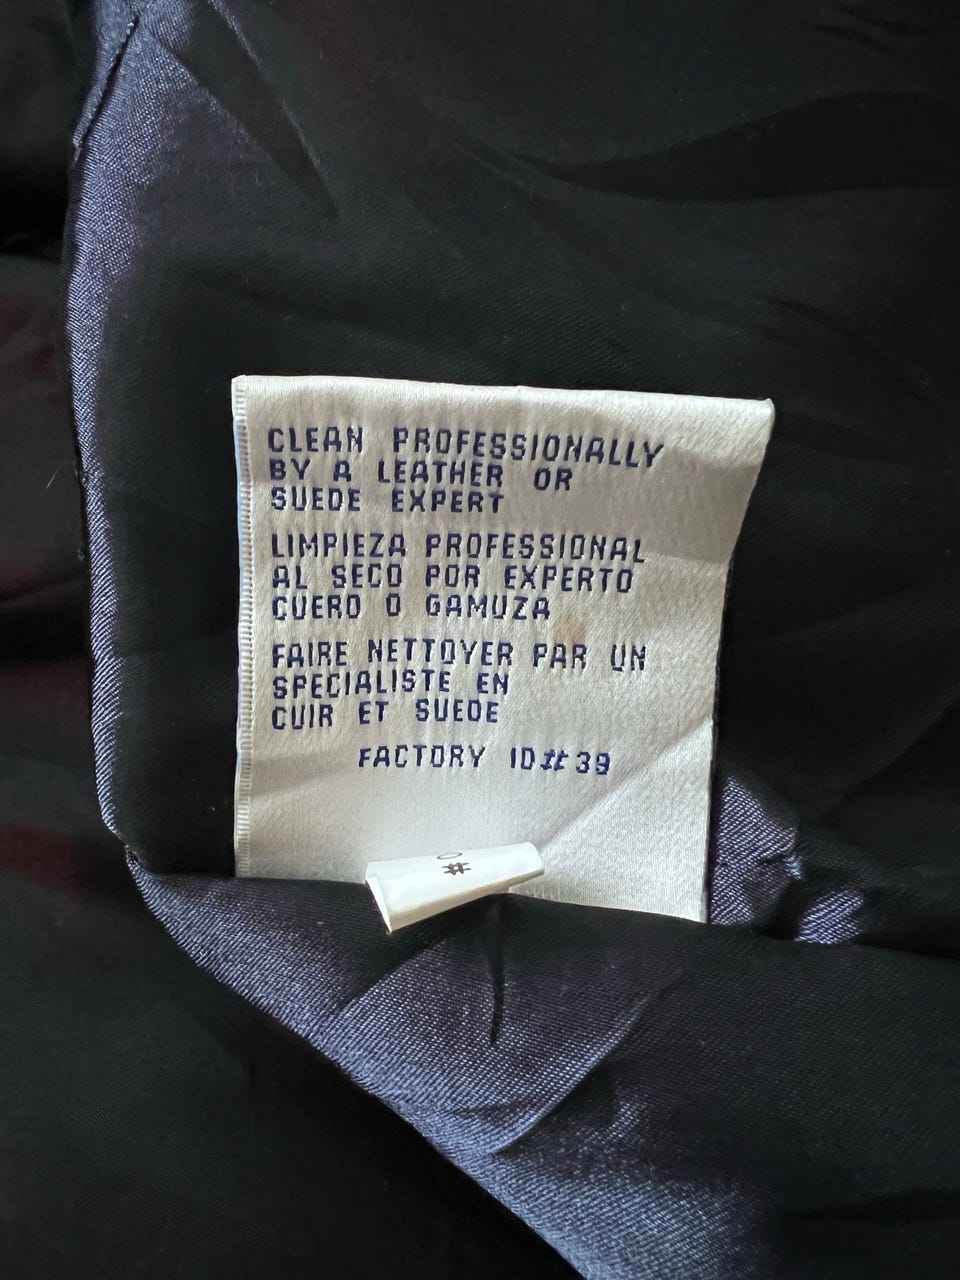 CLEAN PROFESSIONALLY
BY A LEATHER OR
SUEDE EXPERT
LIMPIEZA PROFESSIONAL
AL SECO POR EXPERTO
CUERO O GAMUZA
FAIRE NETTOYER PAR UN
SPECIALISTE EN
CUIR ET SUEDE
FACTORY ID#39
#